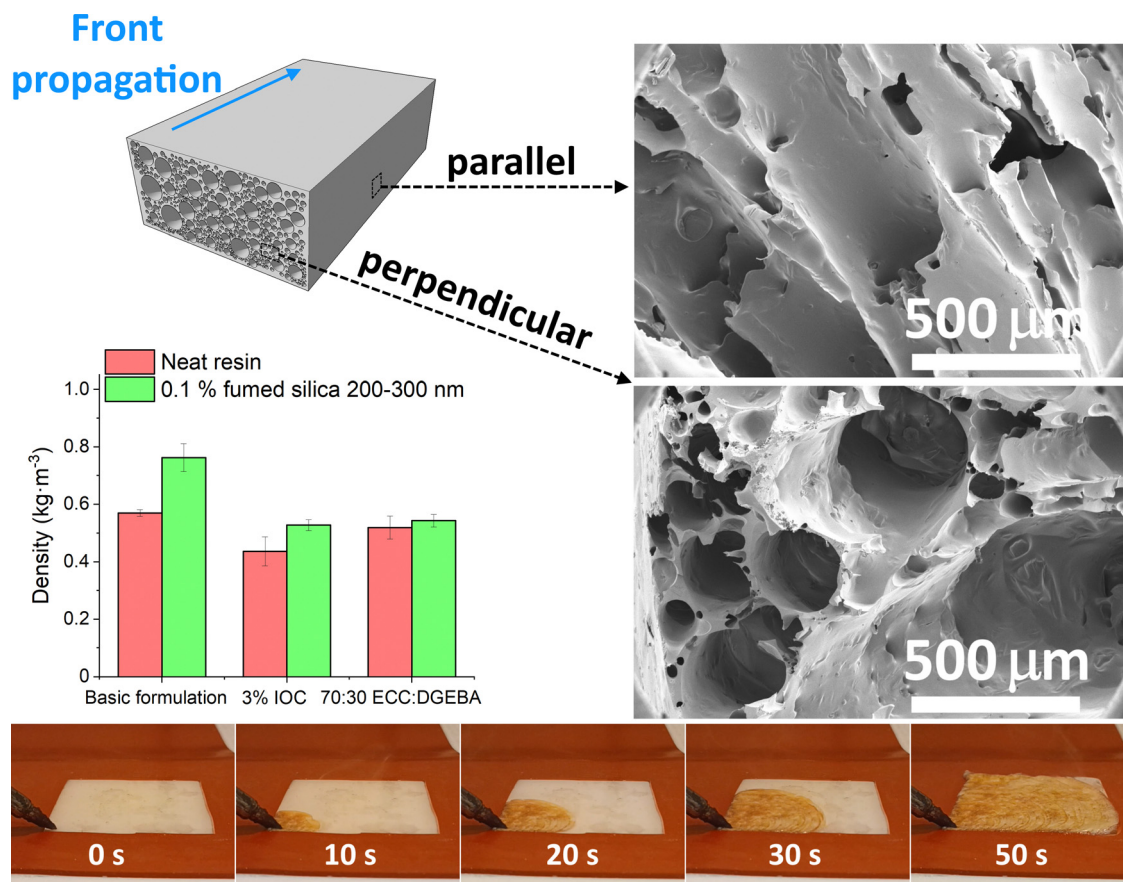 Front
propagation
parallel
perpendicular
500 µm
Neat resin
0.1 % fumed silica 200-300 nm
1.0
0.8
0.6
0.4
0.2
0
Density (kg·m⁻³)
Basic formulation
3% IOC
70:30 ECC:DGEBA
500 µm
0 s
10 s
20 s
30 s
50 s